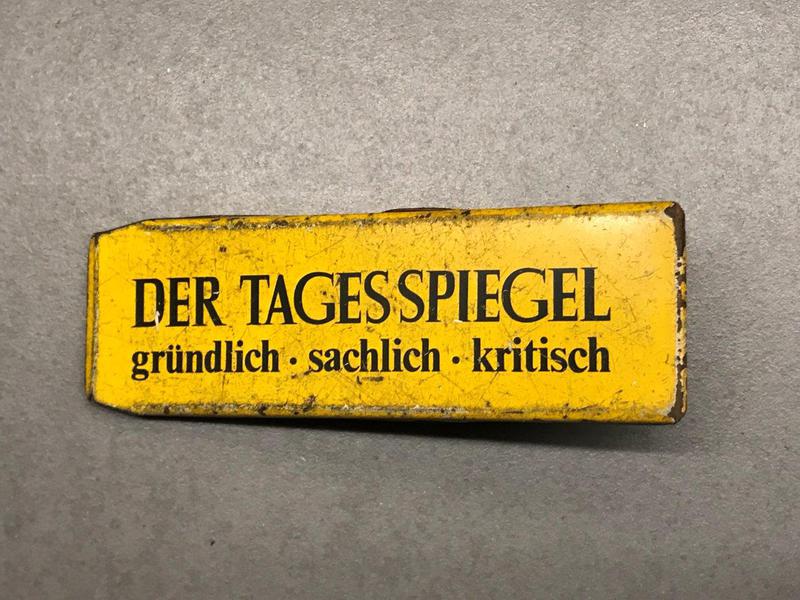 DER TAGESSPIEGEL
gründlich · sachlich · kritisch